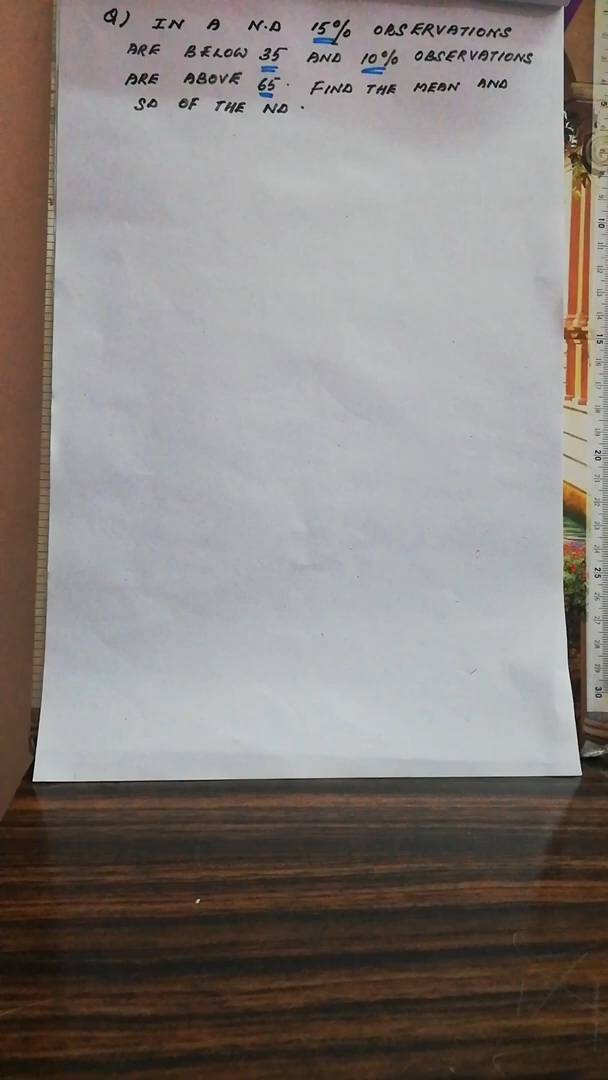 Q) IN A N.D 15% OBSERVATIONS
ARE BELOW 35 AND 10% OBSERVATIONS
ARE ABOVE 65. FIND THE MEAN AND
SD OF THE ND.